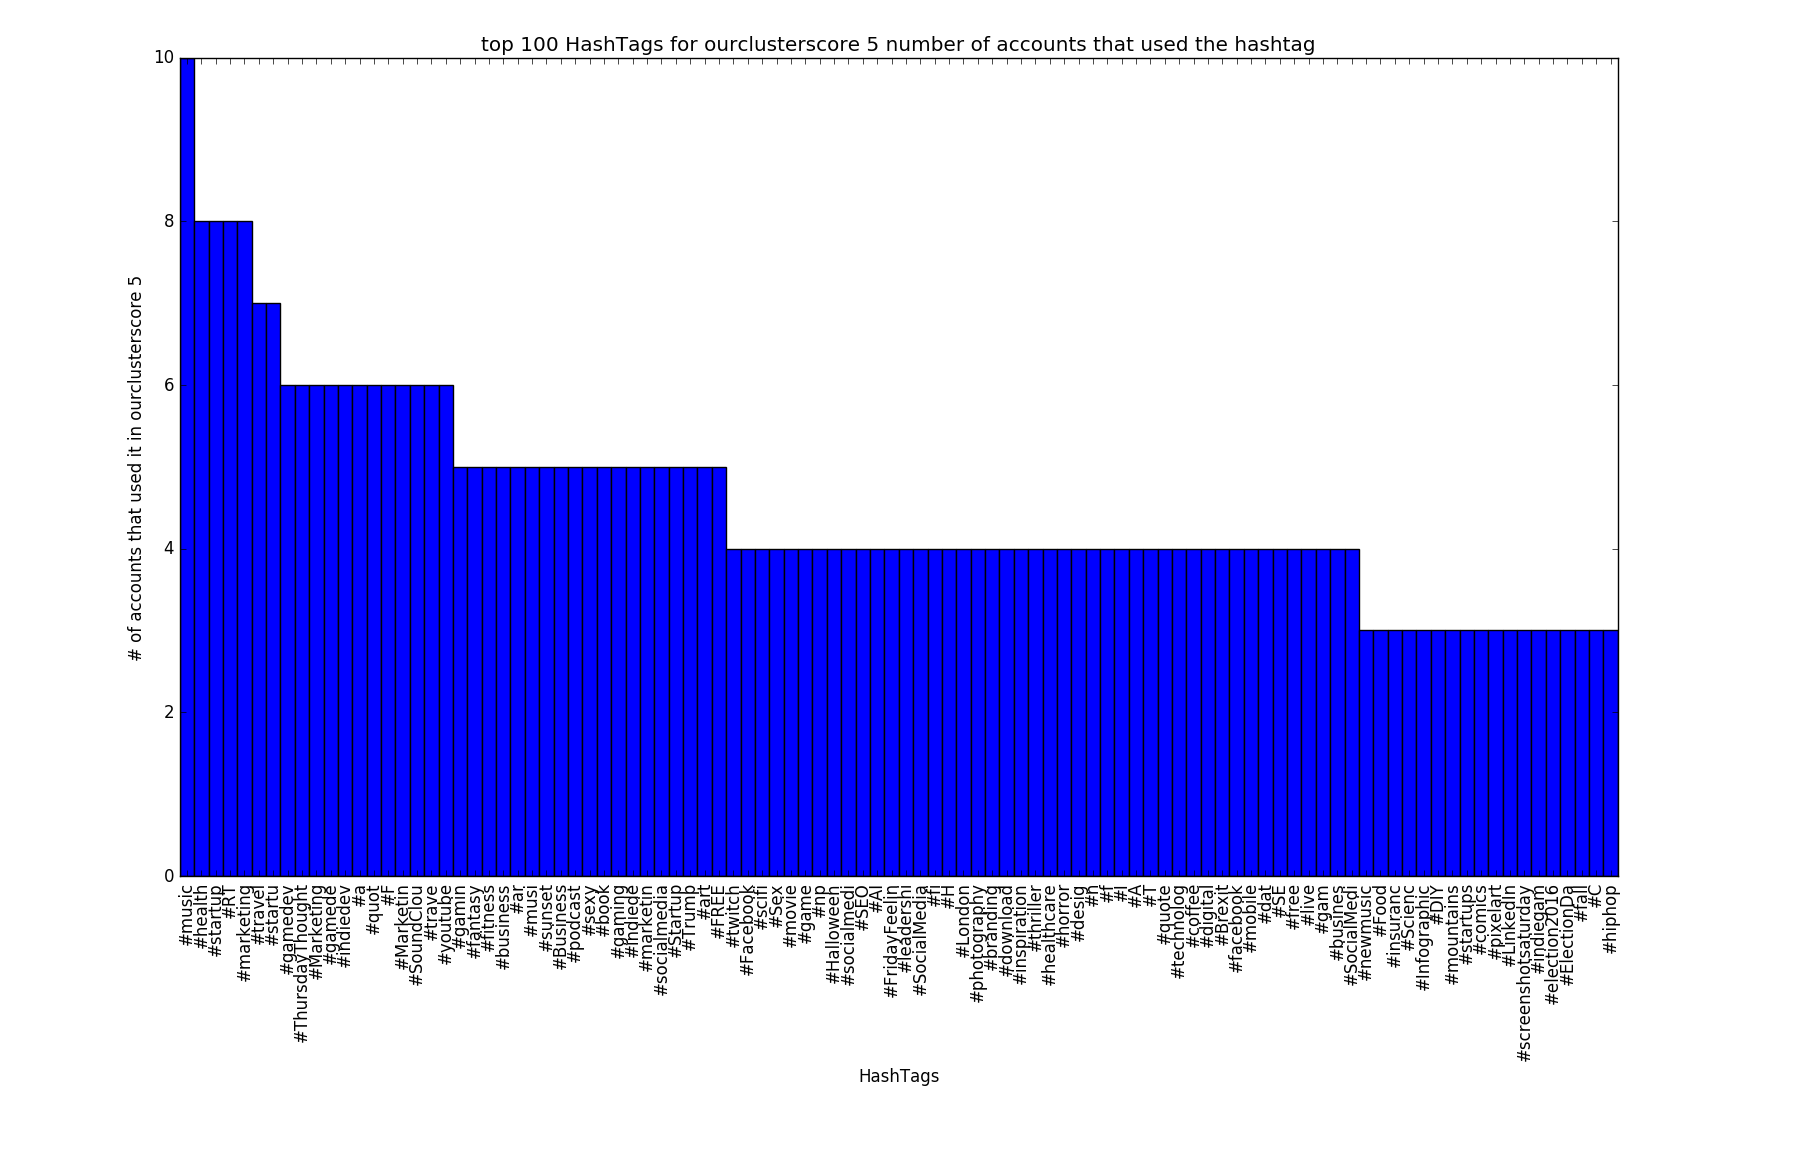 top 100 HashTags for ourclusterscore 5 number of accounts that used the hashtag
10
8
6
4
2
0
# of accounts that used it in ourclusterscore 5
#music
#health
#startup
#RT
#marketing
#travel
#startu
#gamedev
#ThursdayThought
#Marketing
#gamede
#indiedev
#a
#quot
#F
#Marketin
#SoundClou
#trave
#youtube
#gamin
#fantasy
#fitness
#business
#ar
#musi
#sunset
#Business
#podcast
#sexy
#book
#gaming
#indiede
#marketin
#socialmedia
#Startup
#Trump
#art
#FREE
#twitch
#Facebook
#scifi
#Sex
#movie
#game
#np
#Halloween
#socialmedi
#SEO
#AI
#FridayFeelin
#leadershi
#SocialMedia
#fi
#H
#London
#photography
#branding
#download
#inspiration
#thriller
#healthcare
#horror
#desig
#n
#f
#I
#A
#T
#quote
#technolog
#coffee
#digital
#Brexit
#facebook
#mobile
#dat
#SE
#free
#live
#gam
#busines
#SocialMedi
#newmusic
#Food
#insuranc
#Scienc
#Infographic
#DIY
#mountains
#startups
#comics
#pixelart
#LinkedIn
#screenshotsaturday
#indiegam
#election2016
#ElectionDa
#fall
#C
#hiphop
HashTags